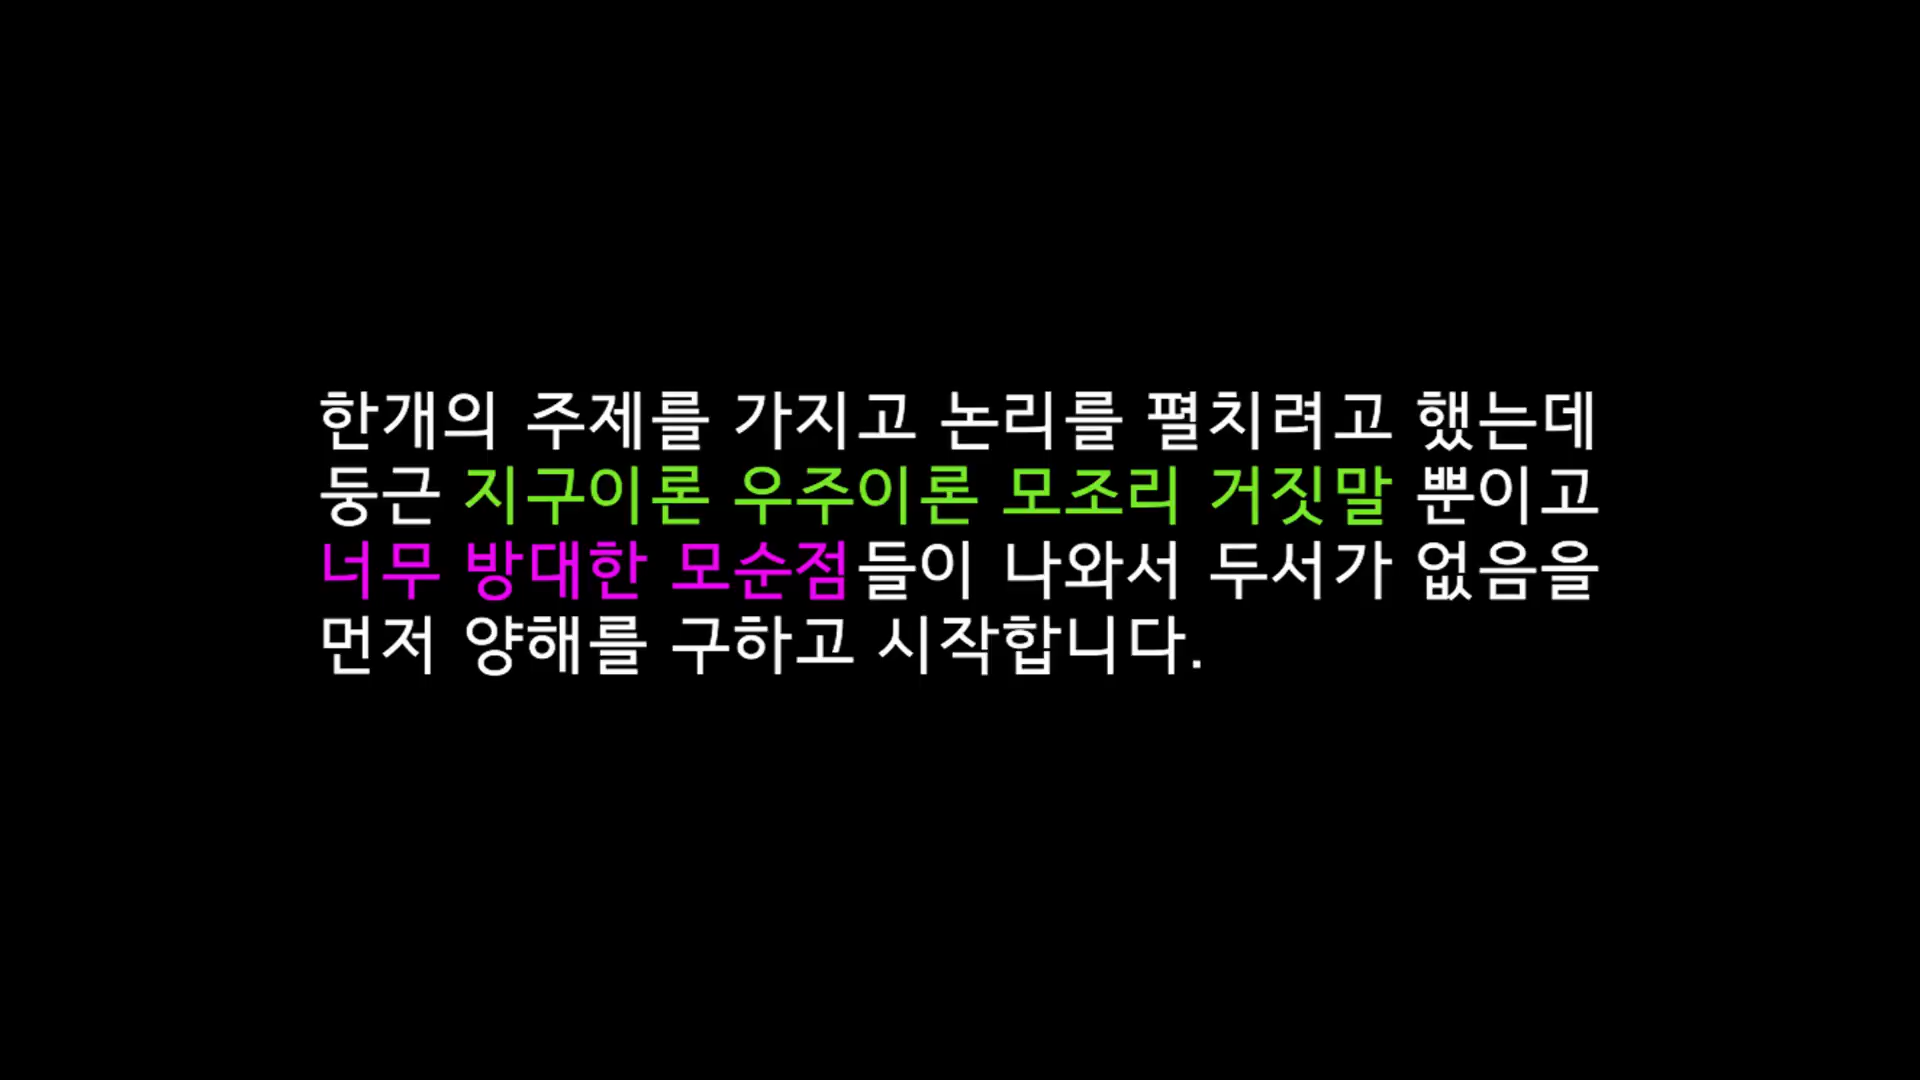 한개의 주제를 가지고 논리를 펼치려고 했는데
둥근 지구이론 우주이론 모조리 거짓말 뿐이고
너무 방대한 모순점들이 나와서 두서가 없음을
먼저 양해를 구하고 시작합니다.